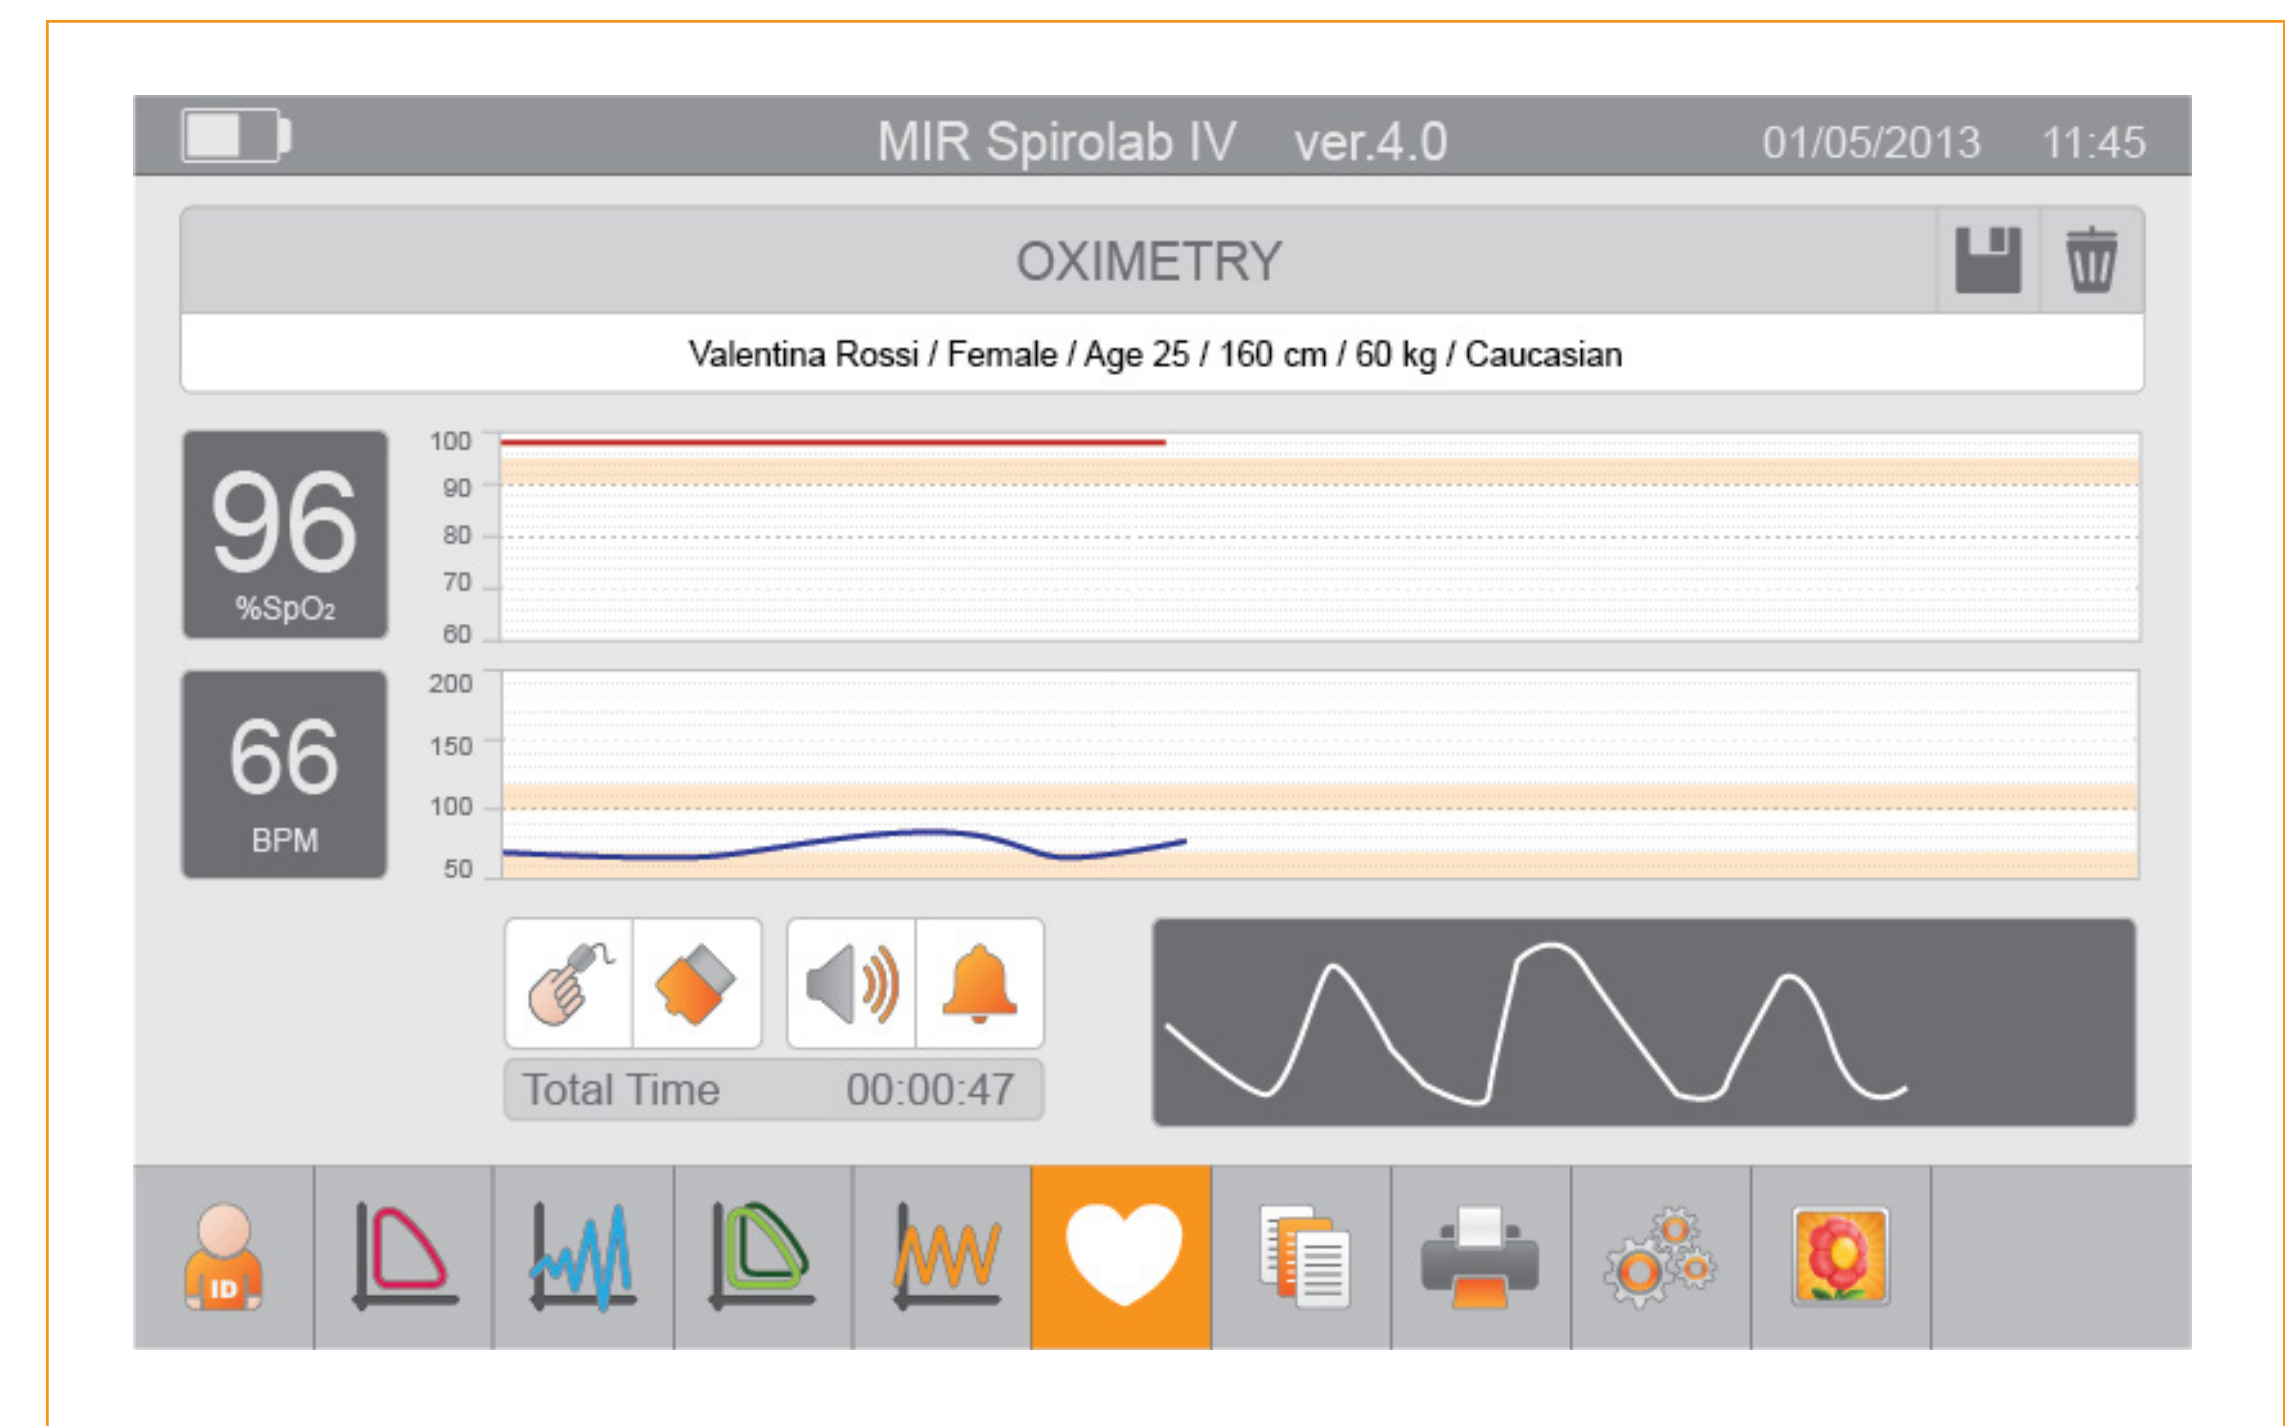 MIR Spirolab IV ver.4.0 01/05/2013 11:45
OXIMETRY
Valentina Rossi / Female / Age 25 / 160 cm / 60 kg / Caucasian
96
%SpO₂
100
90
80
70
60
66
BPM
200
150
100
50
Total Time 00:00:47
ID